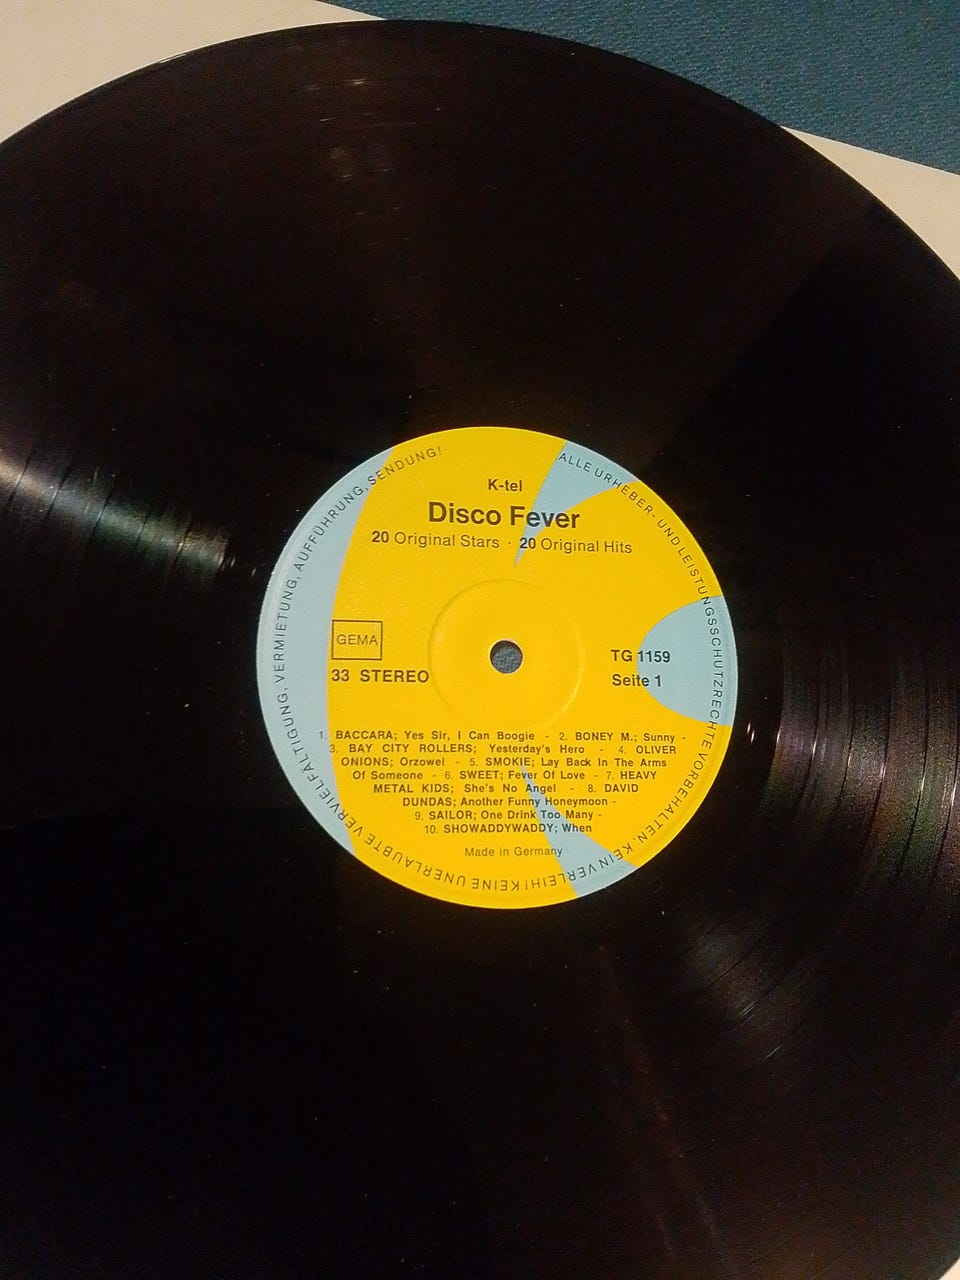 K-tel
Disco Fever
20 Original Stars · 20 Original Hits
GEMA
33 STEREO
TG 1159
Seite 1
1. BACCARA; Yes Sir, I Can Boogie - 2. BONEY M.; Sunny -
3. BAY CITY ROLLERS; Yesterday's Hero - 4. OLIVER
ONIONS; Orzowel - 5. SMOKIE; Lay Back In The Arms
Of Someone - 6. SWEET; Fever Of Love - 7. HEAVY
METAL KIDS; She's No Angel - 8. DAVID
DUNDAS; Another Funny Honeymoon -
9. SAILOR; One Drink Too Many -
10. SHOWADDYWADDY; When
Made in Germany
ALLE URHEBER- UND LEISTUNGSSCHUTZRECHTE VORBEHALTEN. KEIN VERLEIH! KEINE UNERLAUBTE VERVIELFÄLTIGUNG, VERMIETUNG, AUFFÜHRUNG, SENDUNG!